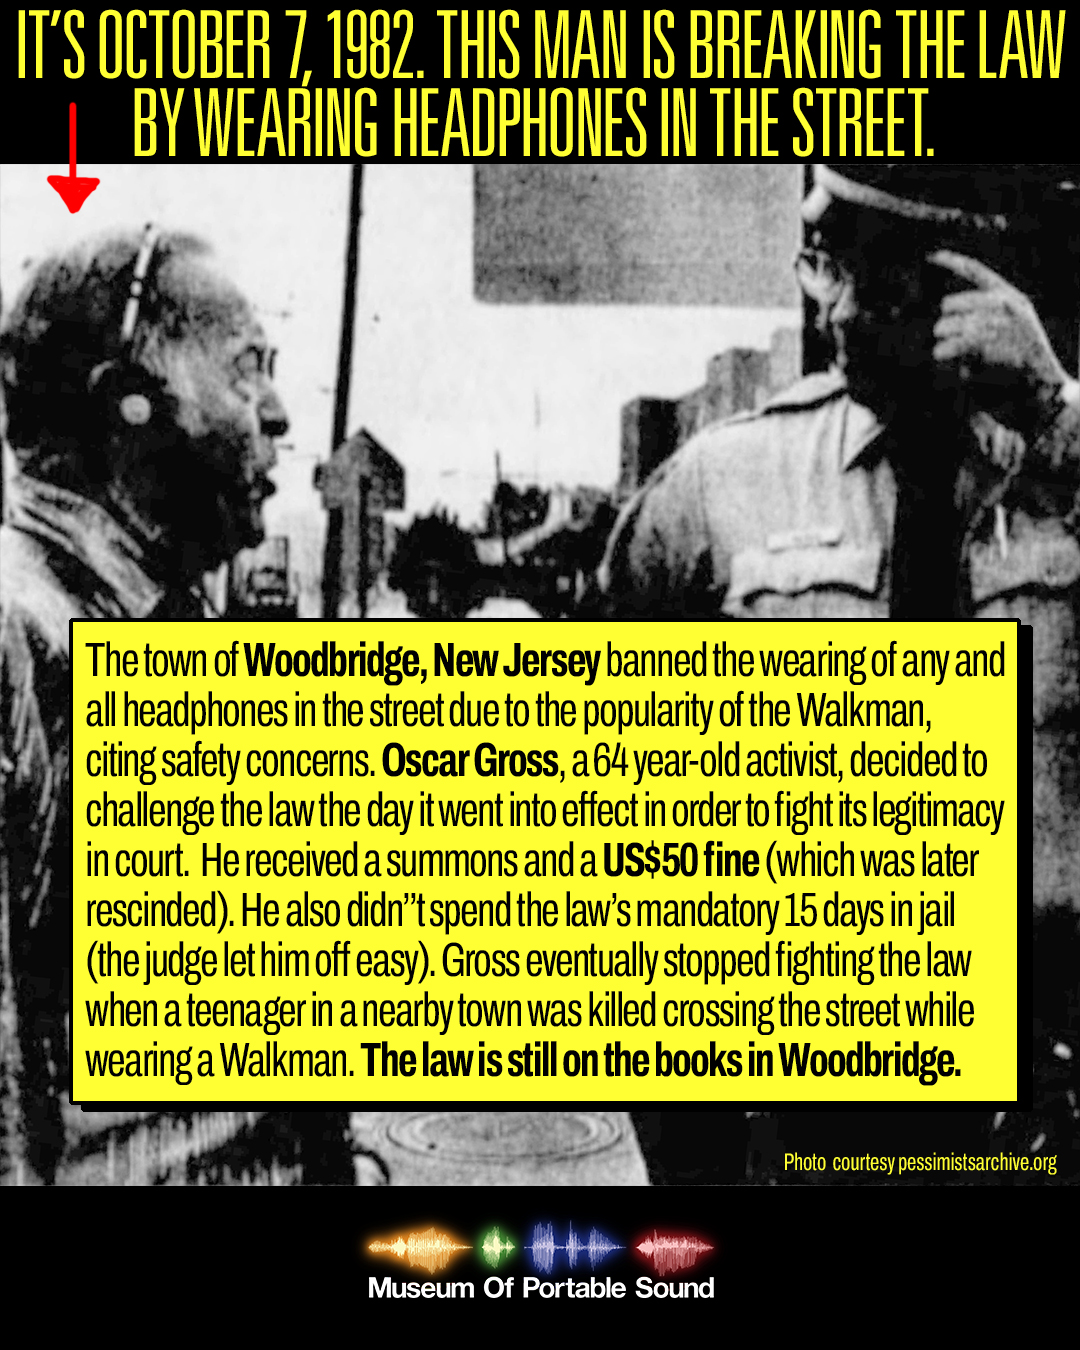 IT’S OCTOBER 7, 1982. THIS MAN IS BREAKING THE LAW
BY WEARING HEADPHONES IN THE STREET.
The town of Woodbridge, New Jersey banned the wearing of any and
all headphones in the street due to the popularity of the Walkman,
citing safety concerns. Oscar Gross, a 64 year-old activist, decided to
challenge the law the day it went into effect in order to fight its legitimacy
in court. He received a summons and a US$50 fine (which was later
rescinded). He also didn’’t spend the law’s mandatory 15 days in jail
(the judge let him off easy). Gross eventually stopped fighting the law
when a teenager in a nearby town was killed crossing the street while
wearing a Walkman. The law is still on the books in Woodbridge.
Photo courtesy pessimistsarchive.org
Museum Of Portable Sound